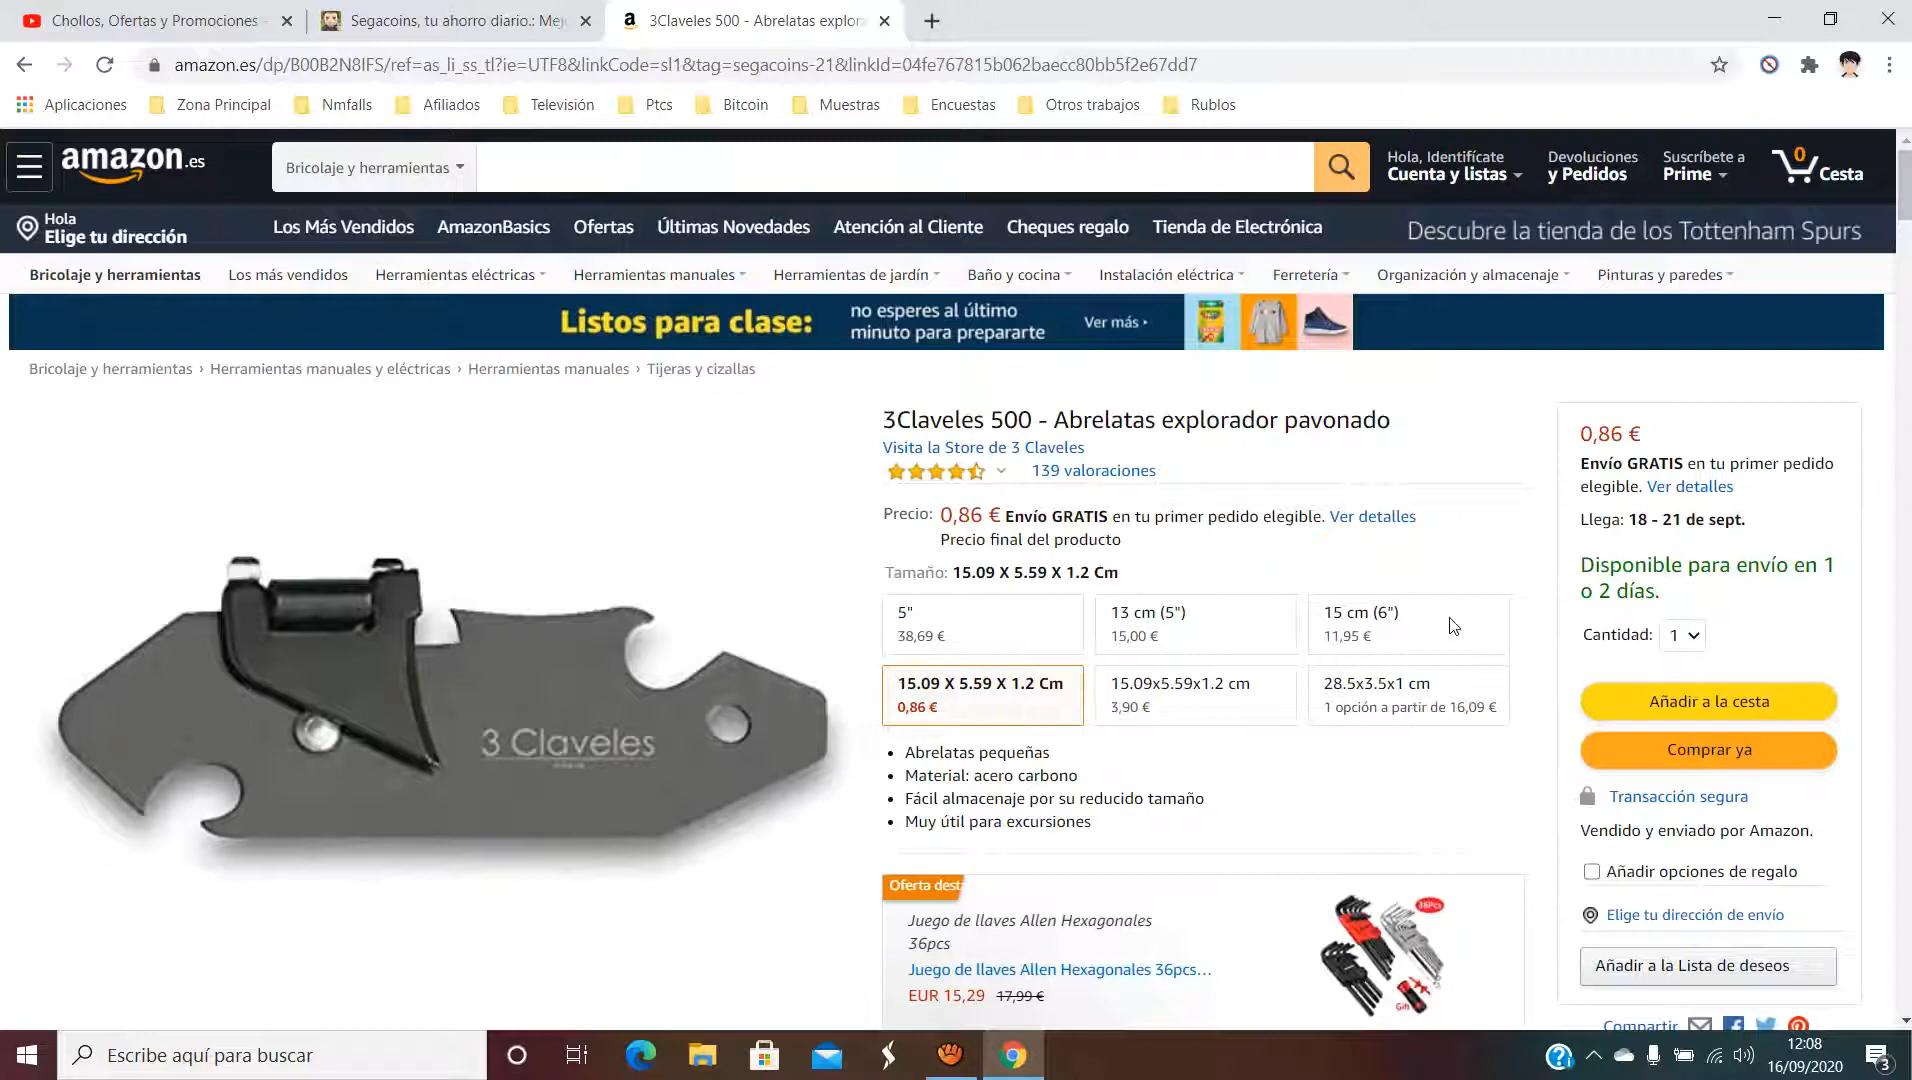 Chollos, Ofertas y Promociones -
Segacoins, tu ahorro diario.: Mej
3Claveles 500 - Abrelatas explor
amazon.es/dp/B00B2N8IFS/ref=as_li_ss_tl?ie=UTF8&linkCode=sl1&tag=segacoins-21&linkId=04fe767815b062baecc80bb5f2e67dd7
Aplicaciones Zona Principal Nmfalls Afiliados Televisión Ptcs Bitcoin Muestras Encuestas Otros trabajos Rublos
amazon.es
Bricolaje y herramientas
Hola, Identifícate
Cuenta y listas
Devoluciones
y Pedidos
Suscríbete a
Prime
0
Cesta
Hola
Elige tu dirección
Los Más Vendidos AmazonBasics Ofertas Últimas Novedades Atención al Cliente Cheques regalo Tienda de Electrónica
Descubre la tienda de los Tottenham Spurs
Bricolaje y herramientas Los más vendidos Herramientas eléctricas Herramientas manuales Herramientas de jardín Baño y cocina Instalación eléctrica Ferretería Organización y almacenaje Pinturas y paredes
Listos para clase:
no esperes al último
minuto para prepararte
Ver más ›
Bricolaje y herramientas › Herramientas manuales y eléctricas › Herramientas manuales › Tijeras y cizallas
3 Claveles
3Claveles 500 - Abrelatas explorador pavonado
Visita la Store de 3 Claveles
139 valoraciones
Precio: 0,86 € Envío GRATIS en tu primer pedido elegible. Ver detalles
Precio final del producto
Tamaño: 15.09 X 5.59 X 1.2 Cm
5"
38,69 €
13 cm (5")
15,00 €
15 cm (6")
11,95 €
15.09 X 5.59 X 1.2 Cm
0,86 €
15.09x5.59x1.2 cm
3,90 €
28.5x3.5x1 cm
1 opción a partir de 16,09 €
• Abrelatas pequeñas
• Material: acero carbono
• Fácil almacenaje por su reducido tamaño
• Muy útil para excursiones
Oferta desta
Juego de llaves Allen Hexagonales
36pcs
Juego de llaves Allen Hexagonales 36pcs…
EUR 15,29 17,99 €
36Pcs
Gift
0,86 €
Envío GRATIS en tu primer pedido
elegible. Ver detalles
Llega: 18 - 21 de sept.
Disponible para envío en 1
o 2 días.
Cantidad: 1
Añadir a la cesta
Comprar ya
Transacción segura
Vendido y enviado por Amazon.
Añadir opciones de regalo
Elige tu dirección de envío
Añadir a la Lista de deseos
Compartir
Escribe aquí para buscar
12:08
16/09/2020
3